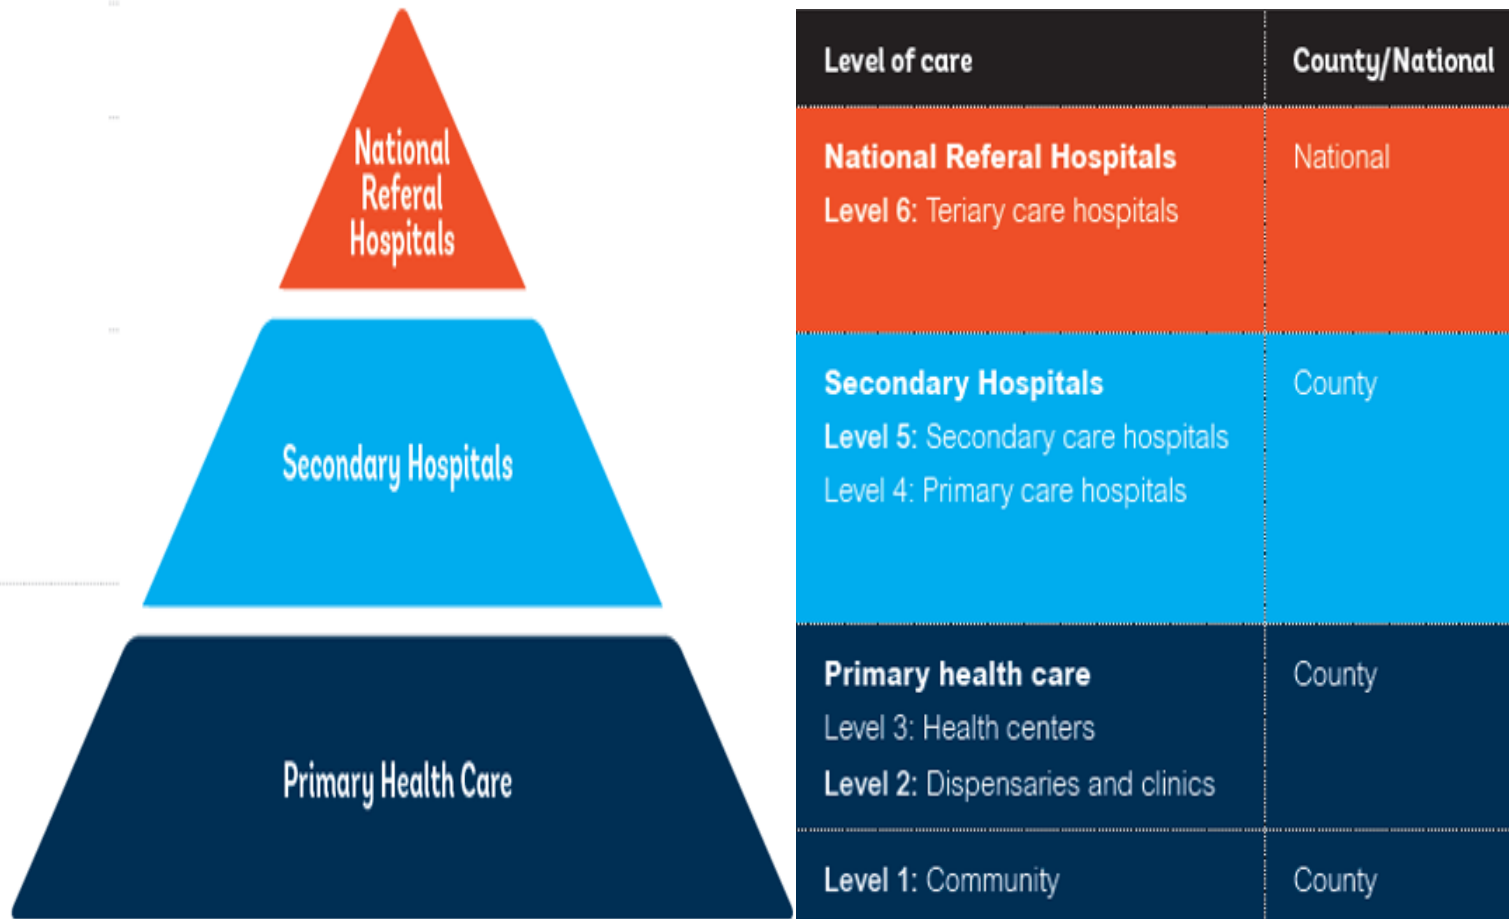 National
Referal
Hospitals
Secondary Hospitals
Primary Health Care
Level of care
County/National
National Referal Hospitals
National
Level 6: Teriary care hospitals
Secondary Hospitals
County
Level 5: Secondary care hospitals
Level 4: Primary care hospitals
Primary health care
County
Level 3: Health centers
Level 2: Dispensaries and clinics
Level 1: Community
County